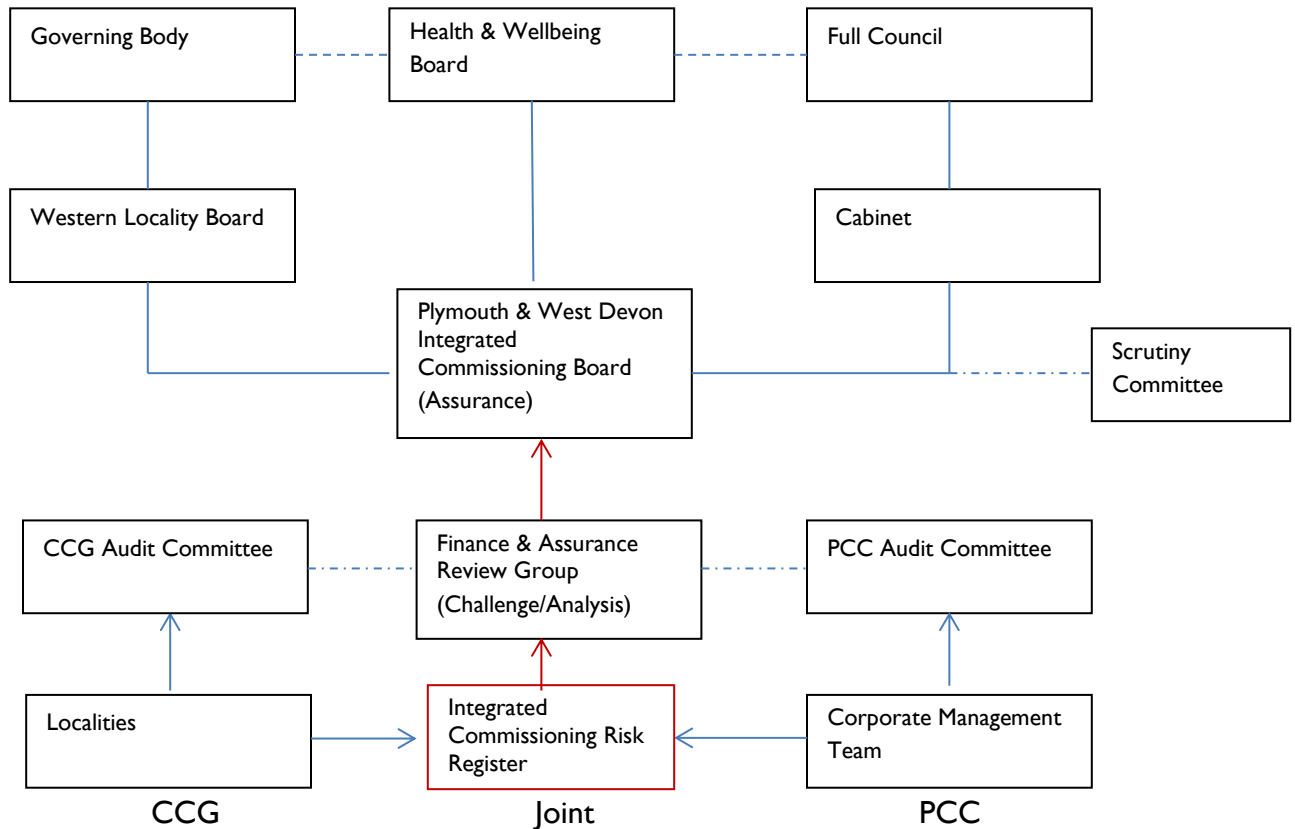 Governing Body
Health & Wellbeing
Board
Full Council
Western Locality Board
Cabinet
Plymouth & West Devon
Integrated
Commissioning Board
(Assurance)
Scrutiny
Committee
CCG Audit Committee
Finance & Assurance
Review Group
(Challenge/Analysis)
PCC Audit Committee
Localities
Integrated
Commissioning Risk
Register
Corporate Management
Team
CCG
Joint
PCC